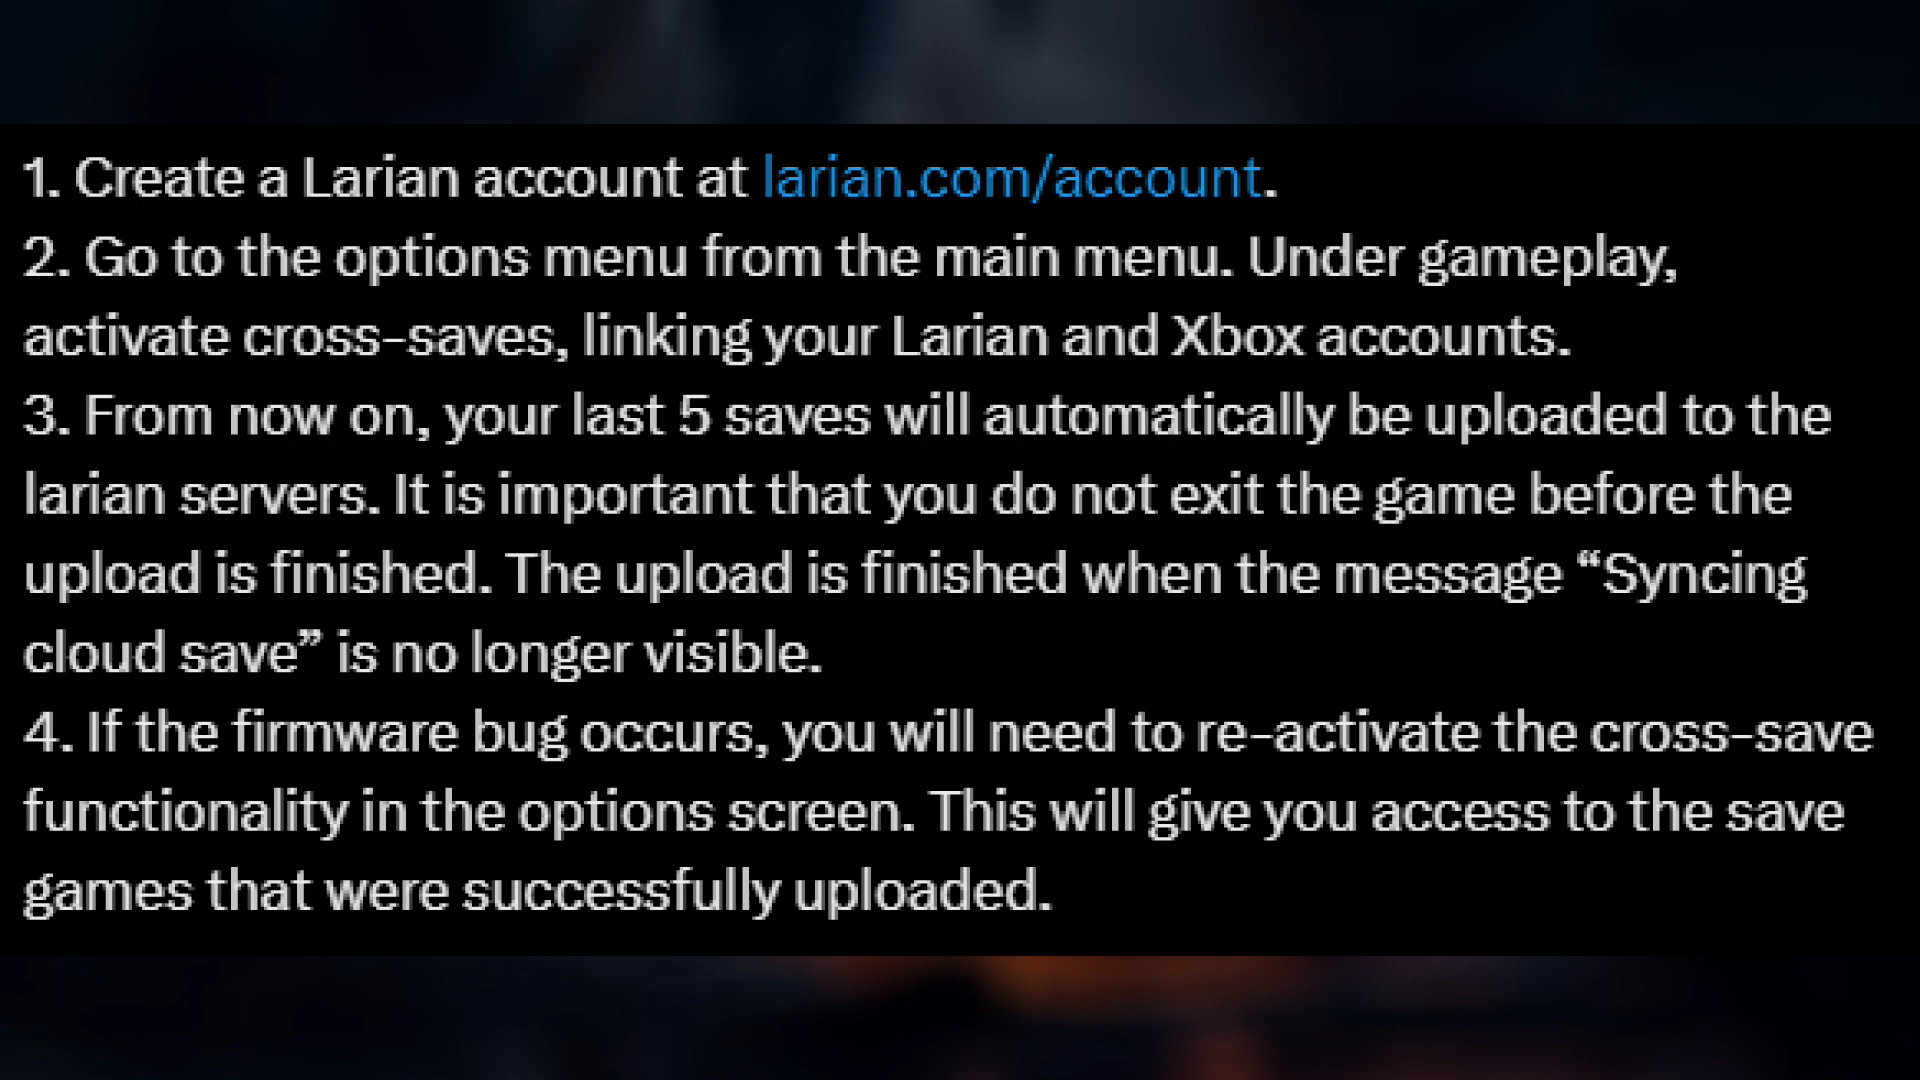 1. Create a Larian account at larian.com/account.
2. Go to the options menu from the main menu. Under gameplay,
activate cross-saves, linking your Larian and Xbox accounts.
3. From now on, your last 5 saves will automatically be uploaded to the
larian servers. It is important that you do not exit the game before the
upload is finished. The upload is finished when the message “Syncing
cloud save” is no longer visible.
4. If the firmware bug occurs, you will need to re-activate the cross-save
functionality in the options screen. This will give you access to the save
games that were successfully uploaded.